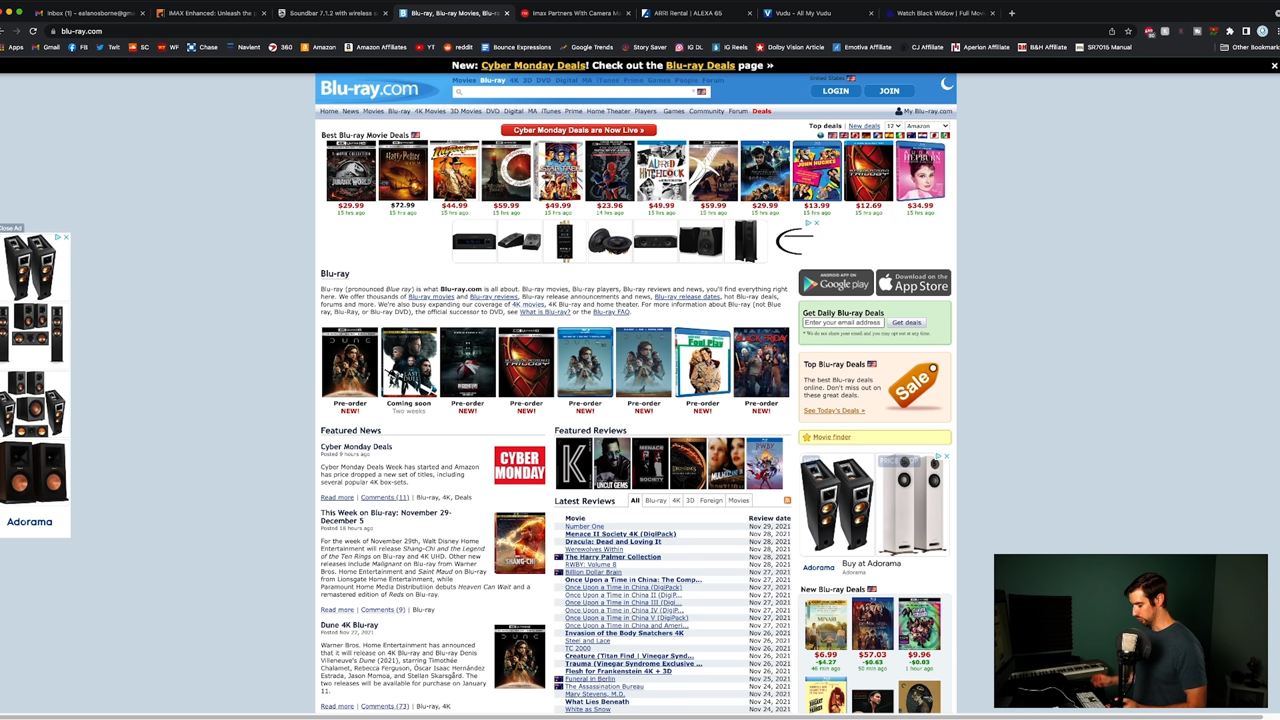 Inbox (1) - ealanosborne@gm
IMAX Enhanced: Unleash the p
Soundbar 7.1.2 with wireless s
Blu-ray, Blu-ray Movies, Blu-
Imax Partners With Camera M
ARRI Rental | ALEXA 65
Vudu - All My Vudu
Watch Black Widow | Full Mov
blu-ray.com
Apps Gmail FB Twit SC WF Chase Navient 360 Amazon Amazon Affiliates YT reddit Bounce Expressions Google Trends Story Saver IG DL IG Reels Dolby Vision Article Emotiva Affiliate CJ Affiliate Aperion Affiliate B&H Affiliate SR7015 Manual Other Bookmark
New: Cyber Monday Deals! Check out the Blu-ray Deals page »
Movies Blu-ray 4K 3D DVD Digital MA iTunes Prime Games People Forum
United States
Blu-ray.com
LOGIN JOIN
Home News Movies Blu-ray 4K Movies 3D Movies DVD Digital MA iTunes Prime Home Theater Players Games Community Forum Deals My Blu-ray.com
Best Blu-ray Movie Deals
Cyber Monday Deals are Now Live »
Top deals | New deals 12 Amazon
$29.99 $72.99 $44.99 $59.99 $49.99 $23.96 $49.99 $59.99 $29.99 $13.99 $12.69 $34.99
15 hrs ago 15 hrs ago 15 hrs ago 15 hrs ago 15 hrs ago 14 hrs ago 15 hrs ago 15 hrs ago 15 hrs ago 15 hrs ago 15 hrs ago 15 hrs ago
Close Ad
Adorama
Blu-ray
Blu-ray (pronounced Blue ray) is what Blu-ray.com is all about. Blu-ray movies, Blu-ray players, Blu-ray reviews and news, you'll find everything right
here. We offer thousands of Blu-ray movies and Blu-ray reviews, Blu-ray release announcements and news, hot Blu-ray deals,
forums and more. We're also busy expanding our coverage of 4K movies, 4K Blu-ray and home theater. For more information about Blu-ray (not Blue
ray, Blu-Ray, or Blu-ray DVD), the official successor to DVD, see What is Blu-ray? or the Blu-ray FAQ.
DUNE
Pre-order Coming soon Pre-order Pre-order Pre-order Pre-order Pre-order Pre-order
NEW! Two weeks NEW! NEW! NEW! NEW! NEW! NEW!
ANDROID APP ON
Google play
Download on the
App Store
Get Daily Blu-ray Deals
Enter your email address Get deals
* We do not share your email and you may opt out at any time.
Top Blu-ray Deals
The best Blu-ray deals
online. Don't miss out on
these great deals.
See Today's Deals »
Sale
Movie finder
Adorama
Buy at Adorama
Adorama
New Blu-ray Deals
$6.99 $57.03 $9.96
-$4.27 -$0.63 -$0.03
46 min ago 50 min ago 1 hour ago
Featured News
Cyber Monday Deals
Posted 9 hours ago
Cyber Monday Deals Week has started and Amazon
has price dropped a new set of titles, including
several popular 4K box-sets.
CYBER
MONDAY
Read more | Comments (11) | Blu-ray, 4K, Deals
This Week on Blu-ray: November 29-
December 5
Posted 18 hours ago
For the week of November 29th, Walt Disney Home
Entertainment will release Shang-Chi and the Legend
of the Ten Rings on Blu-ray and 4K UHD. Other new
releases include Malignant on Blu-ray from Warner
Bros. Home Entertainment and Saint Maud on Blu-ray
from Lionsgate Home Entertainment, while
Paramount Home Media Distribution debuts Heaven Can Wait and a
remastered edition of Reds on Blu-ray.
Read more | Comments (9) | Blu-ray
Dune 4K Blu-ray
Posted Nov 22, 2021
Warner Bros. Home Entertainment has announced
that it will release on 4K Blu-ray and Blu-ray Denis
Villeneuve's Dune (2021), starring Timothée
Chalamet, Rebecca Ferguson, Óscar Isaac Hernández
Estrada, Jason Momoa, and Stellan Skarsgård. The
two releases will be available for purchase on January
11.
Read more | Comments (73) | Blu-ray, 4K
Featured Reviews
Latest Reviews All Blu-ray 4K 3D Foreign Movies
Movie Review date
Number One Nov 29, 2021
Menace II Society 4K (DigiPack) Nov 28, 2021
Dracula: Dead and Loving It Nov 28, 2021
Werewolves Within Nov 28, 2021
The Harry Palmer Collection Nov 28, 2021
RWBY: Volume 8 Nov 28, 2021
Billion Dollar Brain Nov 28, 2021
Once Upon a Time in China: The Comp... Nov 27, 2021
Once Upon a Time in China (DigiPack) Nov 27, 2021
Once Upon a Time in China II (DigiP... Nov 27, 2021
Once Upon a Time in China III (Digi... Nov 27, 2021
Once Upon a Time in China IV (DigiP... Nov 27, 2021
Once Upon a Time in China V (DigiPack) Nov 27, 2021
Once Upon a Time in China and Ameri... Nov 27, 2021
Invasion of the Body Snatchers 4K Nov 26, 2021
Steel and Lace Nov 26, 2021
TC 2000 Nov 26, 2021
Creature (Titan Find | Vinegar Synd... Nov 26, 2021
Trauma (Vinegar Syndrome Exclusive ... Nov 26, 2021
Flesh for Frankenstein 4K + 3D Nov 26, 2021
Funeral in Berlin Nov 25, 2021
The Assassination Bureau Nov 24, 2021
Mary Stevens, M.D. Nov 24, 2021
What Lies Beneath Nov 24, 2021
White as Snow Nov 24, 2021